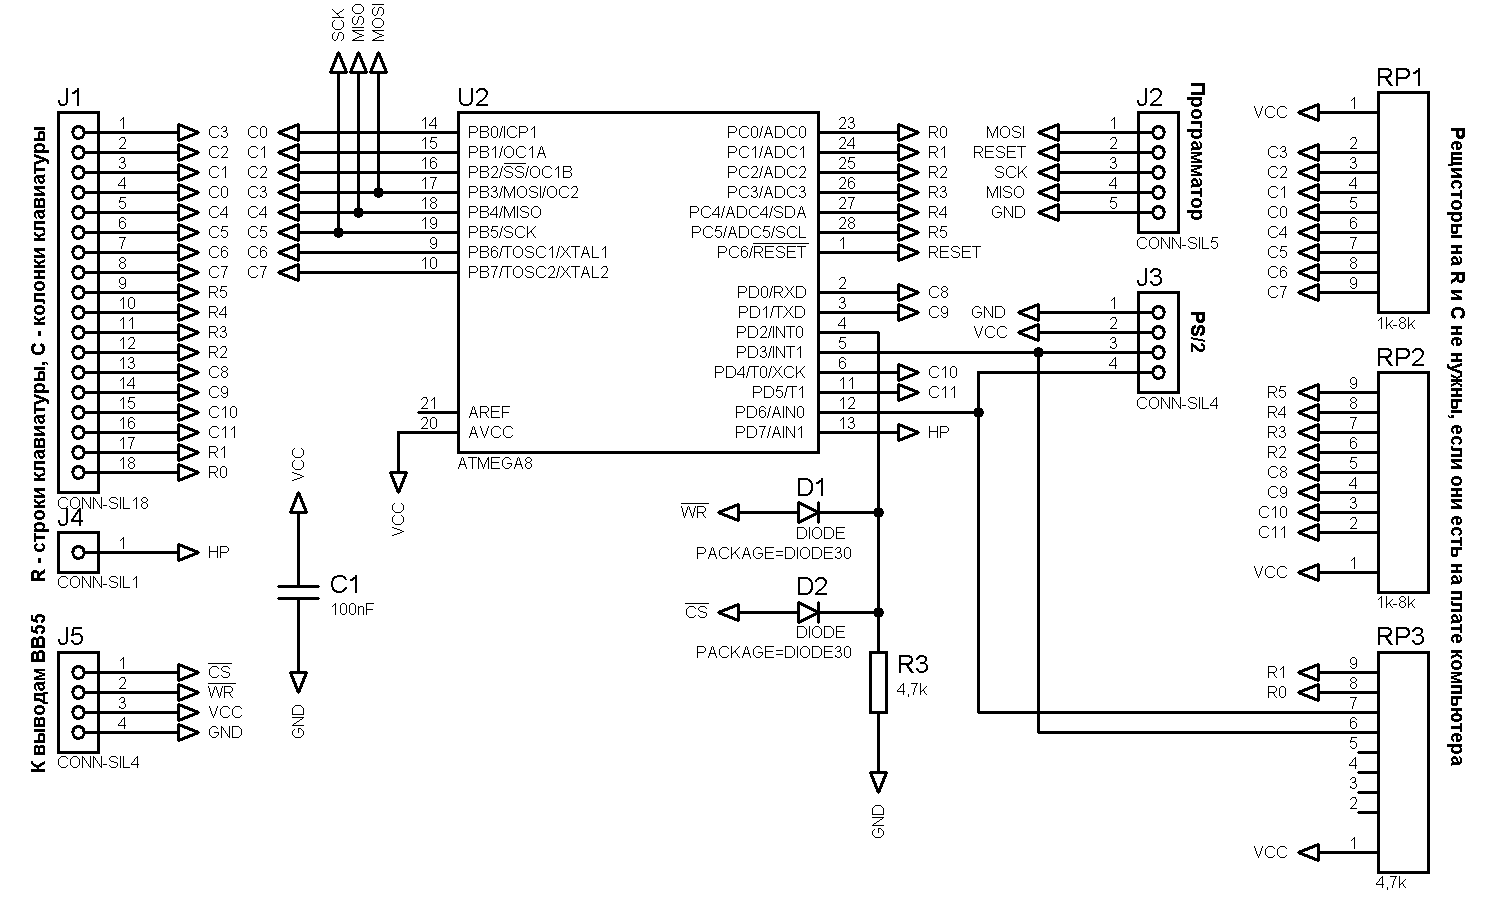 SCK
MISO
MOSI
J1
1 C3
2 C2
3 C1
4 C0
5 C4
6 C5
7 C6
8 C7
9 R5
10 R4
11 R3
12 R2
13 C8
14 C9
15 C10
16 C11
17 R1
18 R0
CONN-SIL18
J4
1 HP
CONN-SIL1
J5
1 CS
2 WR
3 VCC
4 GND
CONN-SIL4
R - строки клавиатуры, C - колонки клавиатуры
К выводам ВВ55
U2
C0 14 PB0/ICP1
C1 15 PB1/OC1A
C2 16 PB2/SS/OC1B
C3 17 PB3/MOSI/OC2
C4 18 PB4/MISO
C5 19 PB5/SCK
C6 9 PB6/TOSC1/XTAL1
C7 10 PB7/TOSC2/XTAL2
21 AREF
20 AVCC
VCC
PC0/ADC0 23 R0
PC1/ADC1 24 R1
PC2/ADC2 25 R2
PC3/ADC3 26 R3
PC4/ADC4/SDA 27 R4
PC5/ADC5/SCL 28 R5
PC6/RESET 1 RESET
PD0/RXD 2 C8
PD1/TXD 3 C9
PD2/INT0 4
PD3/INT1 5
PD4/T0/XCK 6 C10
PD5/T1 11 C11
PD6/AIN0 12
PD7/AIN1 13 HP
ATMEGA8
VCC
C1
100nF
GND
WR
D1
DIODE
PACKAGE=DIODE30
CS
D2
DIODE
PACKAGE=DIODE30
R3
4,7k
GND
J2
MOSI 1
RESET 2
SCK 3
MISO 4
GND 5
CONN-SIL5
Программатор
J3
GND 1
VCC 2
3
4
CONN-SIL4
PS/2
RP1
VCC 1
C3 2
C2 3
C1 4
C0 5
C4 6
C5 7
C6 8
C7 9
1k-8k
RP2
R5 9
R4 8
R3 7
R2 6
C8 5
C9 4
C10 3
C11 2
VCC 1
1k-8k
RP3
R1 9
R0 8
7
6
5
4
3
2
VCC 1
4,7k
Рещисторы на R и C не нужны, если они есть на плате компьютера